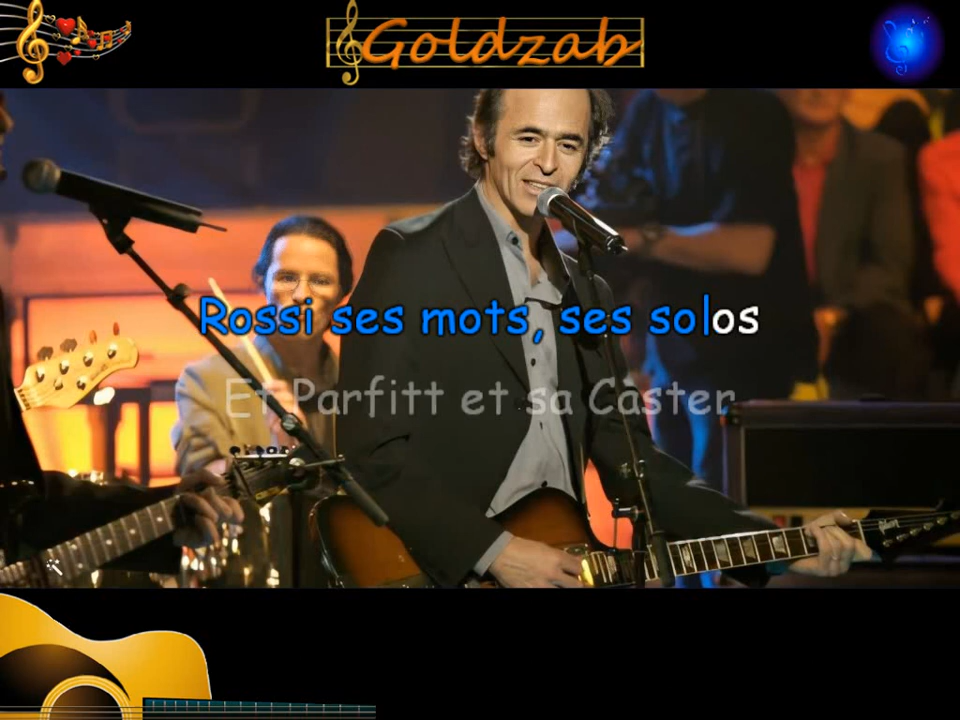 Goldzab
Rossi ses mots, ses solos
Et Parfitt et sa Caster